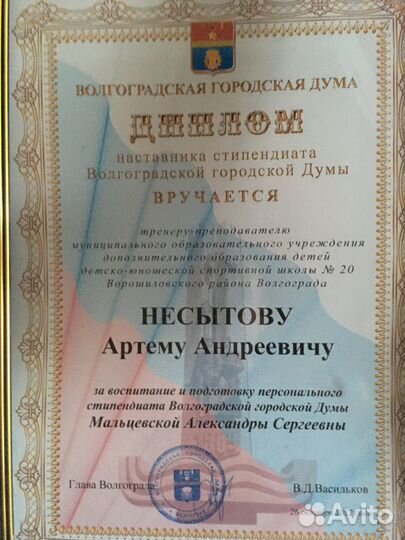 ВОЛГОГРАДСКАЯ ГОРОДСКАЯ ДУМА
ДИПЛОМ
наставника стипендиата
Волгоградской городской Думы
ВРУЧАЕТСЯ
тренеру-преподавателю
муниципального образовательного учреждения
дополнительного образования детей
детско-юношеской спортивной школы № 20
Ворошиловского района Волгограда
НЕСЫТОВУ
Артему Андреевичу
за воспитание и подготовку персонального
стипендиата Волгоградской городской Думы
Мальцевской Александры Сергеевны
Глава Волгограда
В.Д.Васильков
Avito